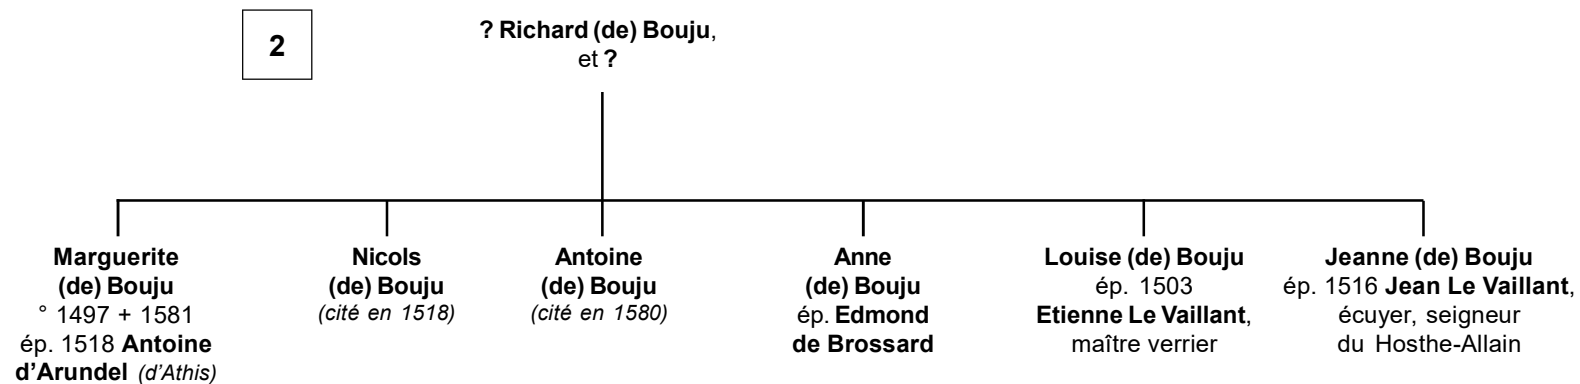 2
? Richard (de) Bouju,
et ?
Marguerite
(de) Bouju
° 1497 + 1581
ép. 1518 Antoine
d'Arundel (d'Athis)
Nicols
(de) Bouju
(cité en 1518)
Antoine
(de) Bouju
(cité en 1580)
Anne
(de) Bouju
ép. Edmond
de Brossard
Louise (de) Bouju
ép. 1503
Etienne Le Vaillant,
maître verrier
Jeanne (de) Bouju
ép. 1516 Jean Le Vaillant,
écuyer, seigneur
du Hosthe-Allain